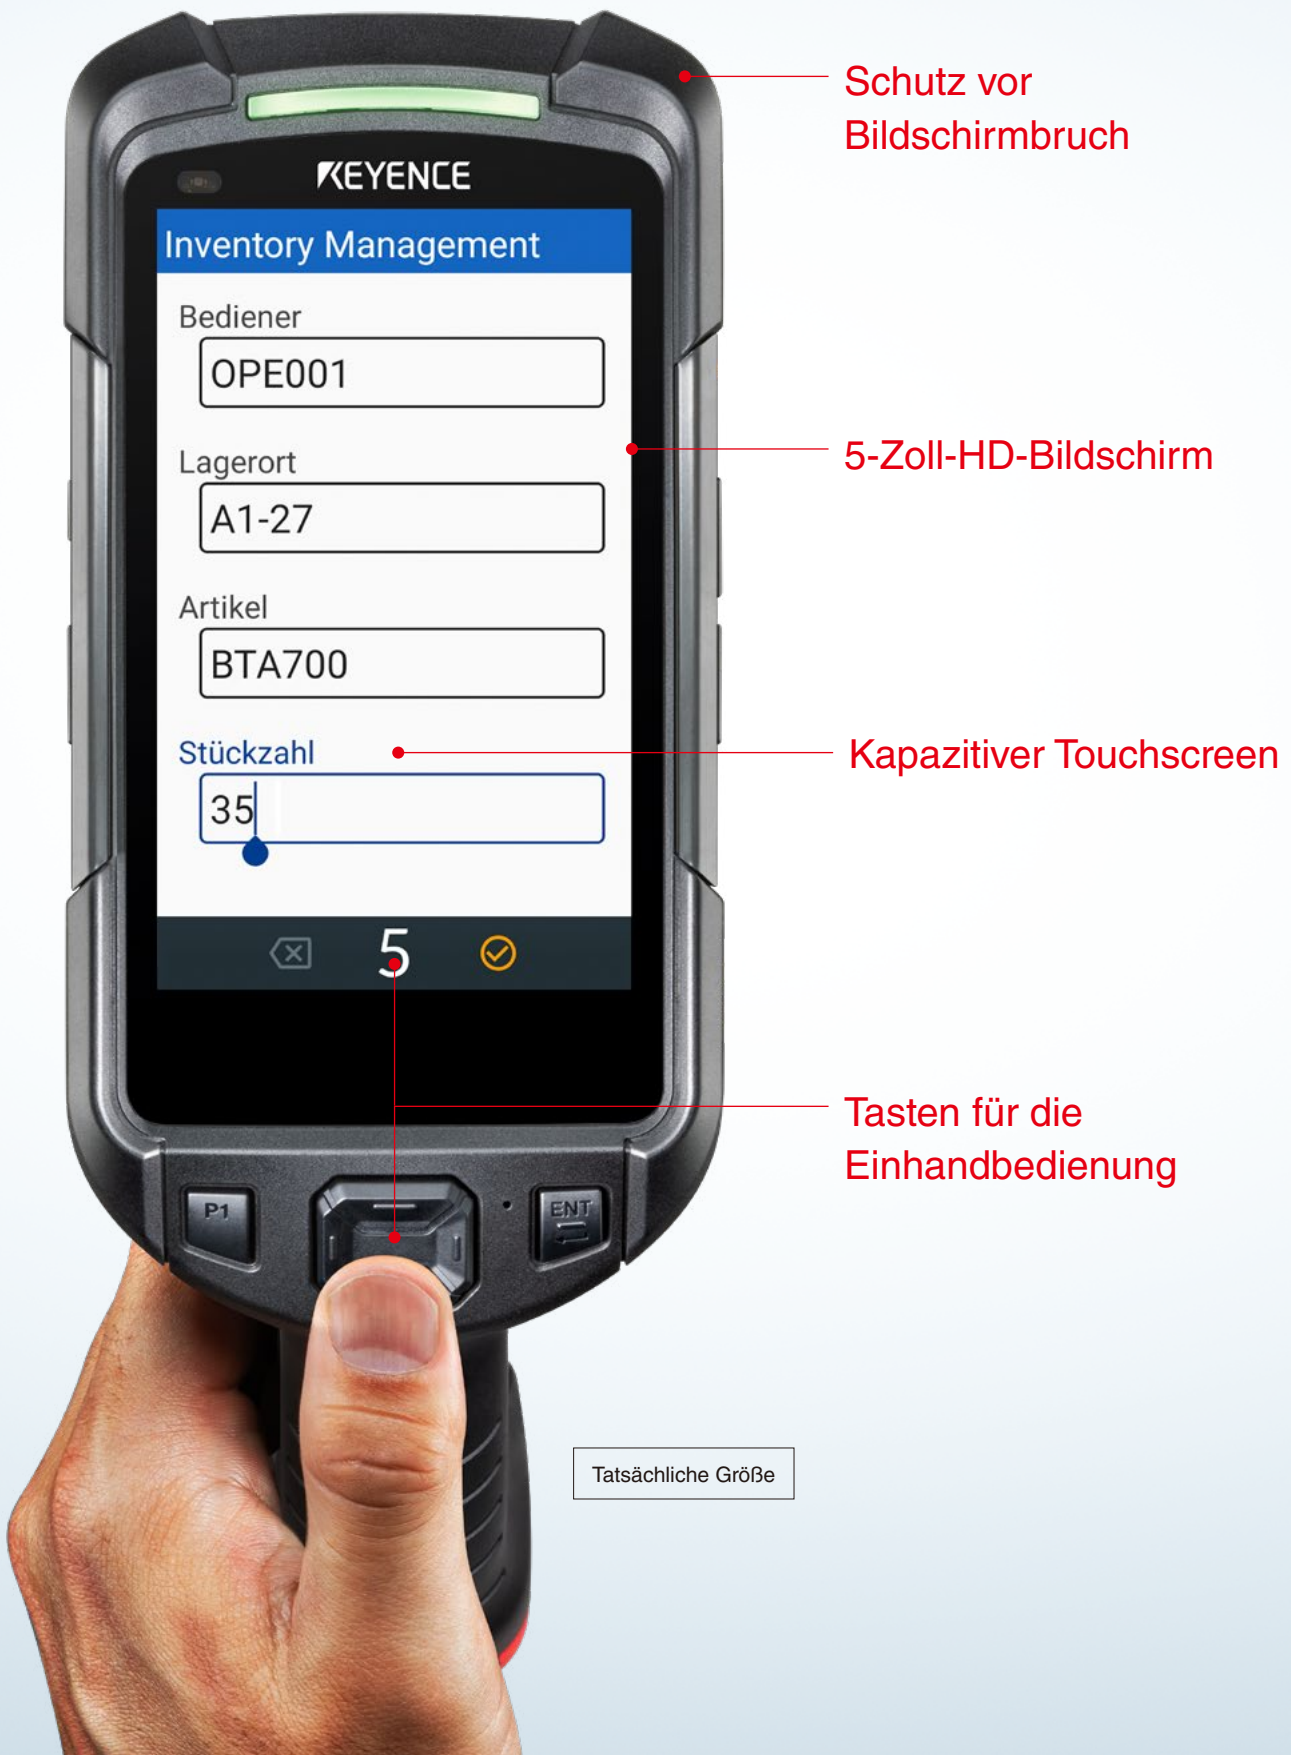 Schutz vor
Bildschirmbruch
KEYENCE
Inventory Management
Bediener
OPE001
5-Zoll-HD-Bildschirm
Lagerort
A1-27
Artikel
BTA700
Stückzahl
Kapazitiver Touchscreen
35
5
Tasten für die
Einhandbedienung
P1
ENT
Tatsächliche Größe